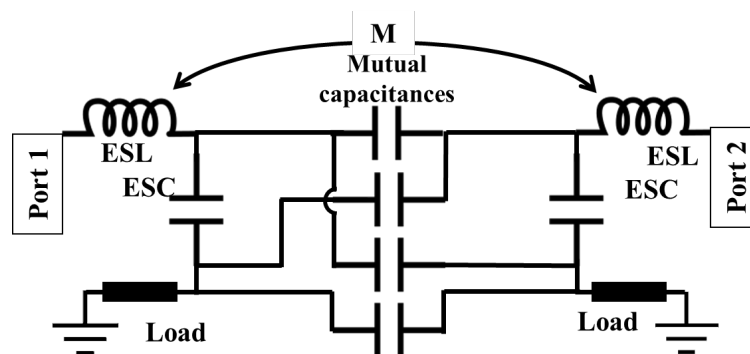 M
Mutual
capacitances
Port 1
ESL
ESC
Load
ESL
ESC
Port 2
Load